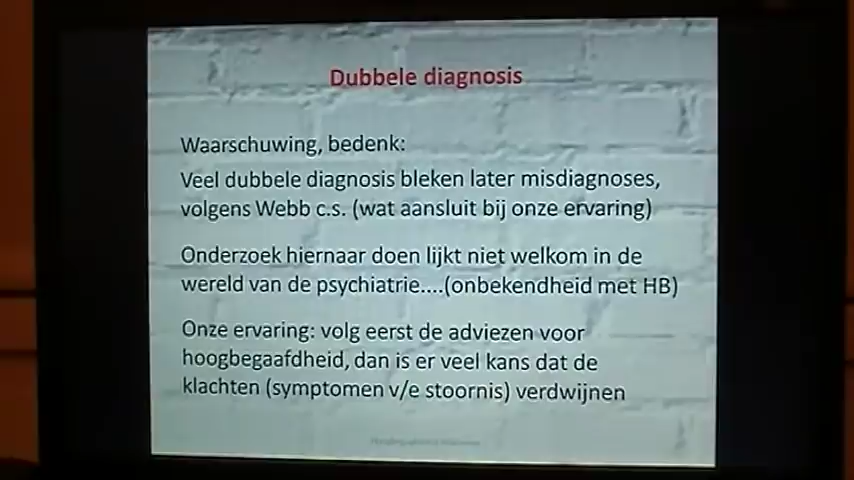 Dubbele diagnosis
Waarschuwing, bedenk:
Veel dubbele diagnosis bleken later misdiagnoses,
volgens Webb c.s. (wat aansluit bij onze ervaring)
Onderzoek hiernaar doen lijkt niet welkom in de
wereld van de psychiatrie....(onbekendheid met HB)
Onze ervaring: volg eerst de adviezen voor
hoogbegaafdheid, dan is er veel kans dat de
klachten (symptomen v/e stoornis) verdwijnen